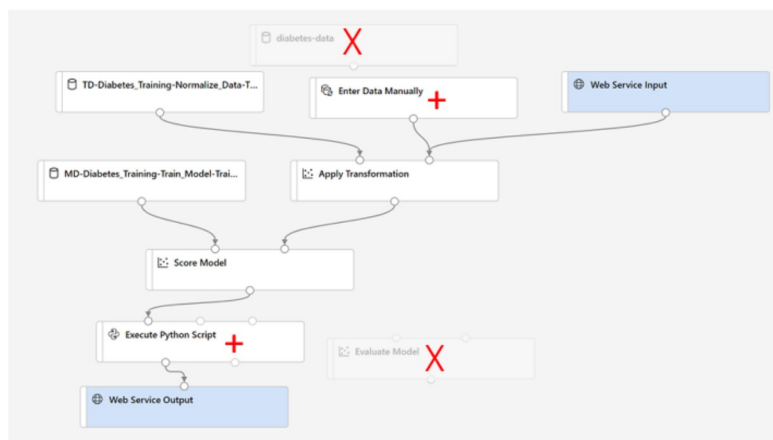 diabetes-data
TD-Diabetes_Training-Normalize_Data-T...
Enter Data Manually
Web Service Input
MD-Diabetes_Training-Train_Model-Trai...
Apply Transformation
Score Model
Execute Python Script
Evaluate Model
Web Service Output